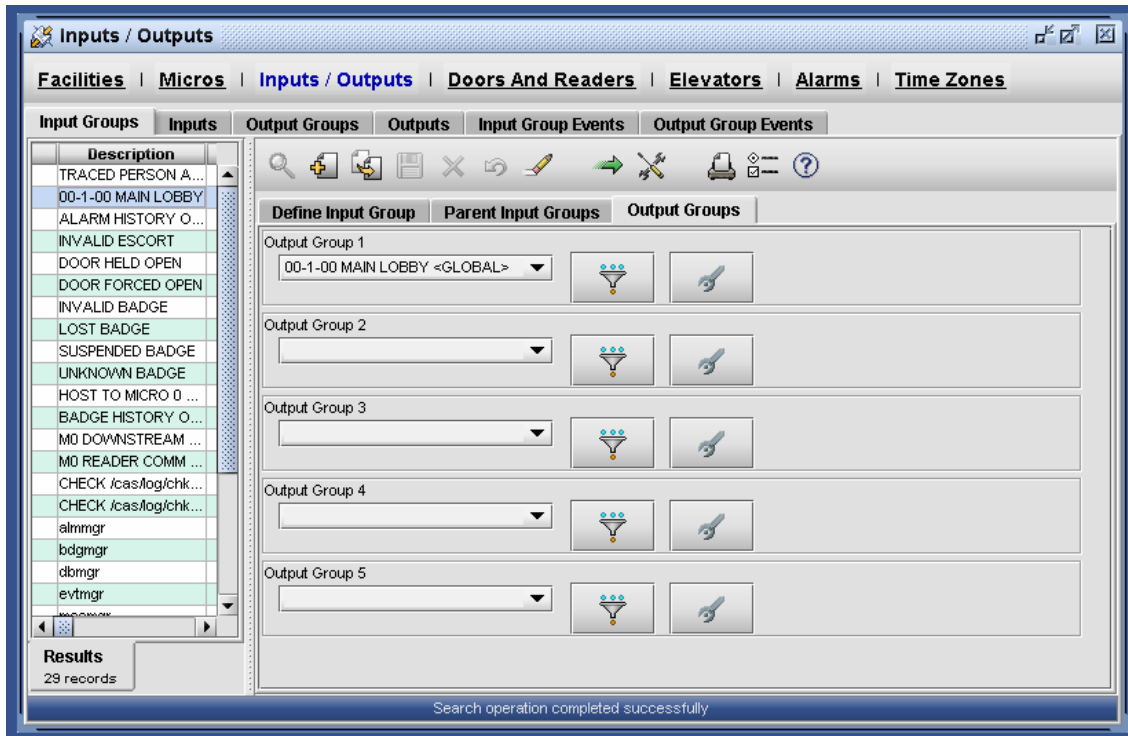 Inputs / Outputs
Facilities | Micros | Inputs / Outputs | Doors And Readers | Elevators | Alarms | Time Zones
Input Groups Inputs Output Groups Outputs Input Group Events Output Group Events
Description
TRACED PERSON A...
00-1-00 MAIN LOBBY
ALARM HISTORY O...
INVALID ESCORT
DOOR HELD OPEN
DOOR FORCED OPEN
INVALID BADGE
LOST BADGE
SUSPENDED BADGE
UNKNOWN BADGE
HOST TO MICRO 0 ...
BADGE HISTORY O...
M0 DOWNSTREAM ...
M0 READER COMM ...
CHECK /cas/log/chk...
CHECK /cas/log/chk...
almmgr
bdgmgr
dbmgr
evtmgr
Results
29 records
Define Input Group Parent Input Groups Output Groups
Output Group 1
00-1-00 MAIN LOBBY <GLOBAL>
Output Group 2
Output Group 3
Output Group 4
Output Group 5
Search operation completed successfully